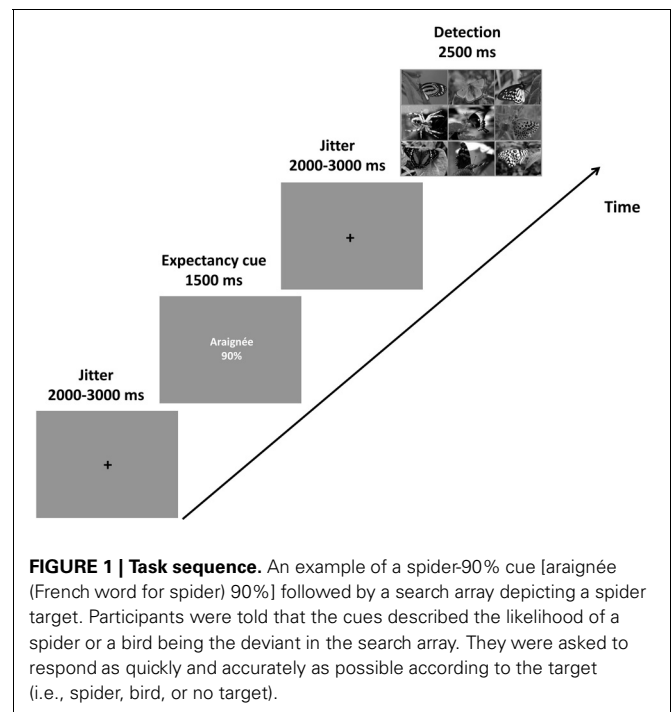 Detection
2500 ms
Jitter
2000-3000 ms
+
Time
Expectancy cue
1500 ms
Araignée
90%
Jitter
2000-3000 ms
+
FIGURE 1 | Task sequence. An example of a spider-90% cue [araignée
(French word for spider) 90%] followed by a search array depicting a spider
target. Participants were told that the cues described the likelihood of a
spider or a bird being the deviant in the search array. They were asked to
respond as quickly and accurately as possible according to the target
(i.e., spider, bird, or no target).